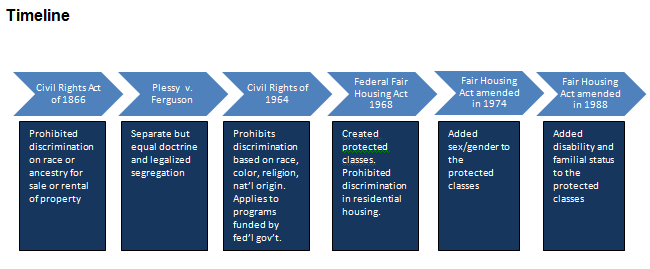 Timeline
Civil Rights Act
of 1866
Plessy v.
Ferguson
Civil Rights of
1964
Federal Fair
Housing Act
1968
Fair Housing
Act amended
in 1974
Fair Housing
Act amended
in 1988
Prohibited
discrimination
on race or
ancestry for
sale or rental
of property
Separate but
equal doctrine
and legalized
segregation
Prohibits
discrimination
based on race,
color, religion,
nat'l origin.
Applies to
programs
funded by
fed'l gov't.
Created
protected
classes.
Prohibited
discrimination
in residential
housing.
Added
sex/gender to
the
protected
classes
Added
disability and
familial status
to the
protected
classes